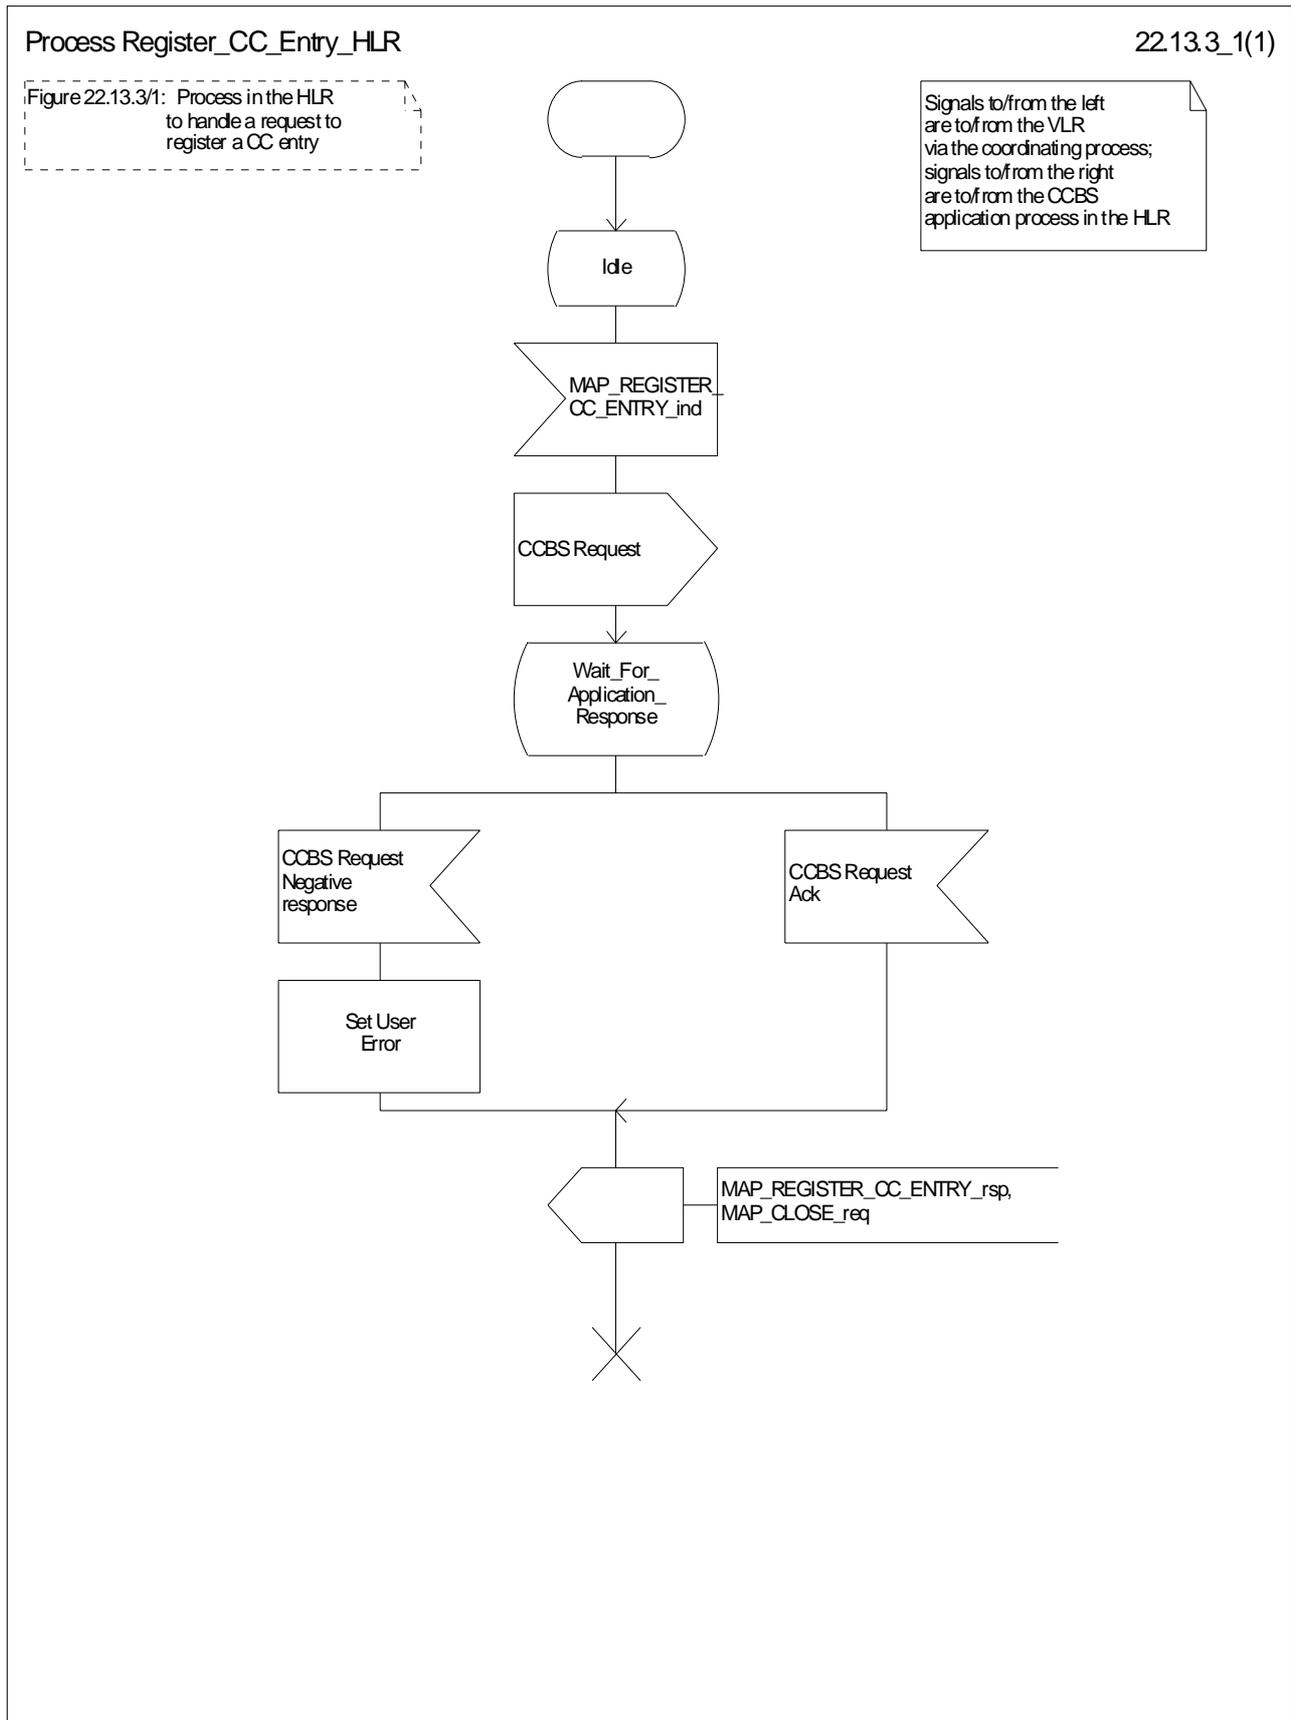 Process Register_CC_Entry_HLR
22.13.3_1(1)
Figure 22.13.3/1: Process in the HLR
to handle a request to
register a CC entry
Signals to/from the left
are to/from the VLR
via the coordinating process;
signals to/from the right
are to/from the CCBS
application process in the HLR
Idle
MAP_REGISTER_
CC_ENTRY_ind
CCBS Request
Wait_For_
Application_
Response
CCBS Request
Negative
response
CCBS Request
Ack
Set User
Error
MAP_REGISTER_CC_ENTRY_rsp,
MAP_CLOSE_req